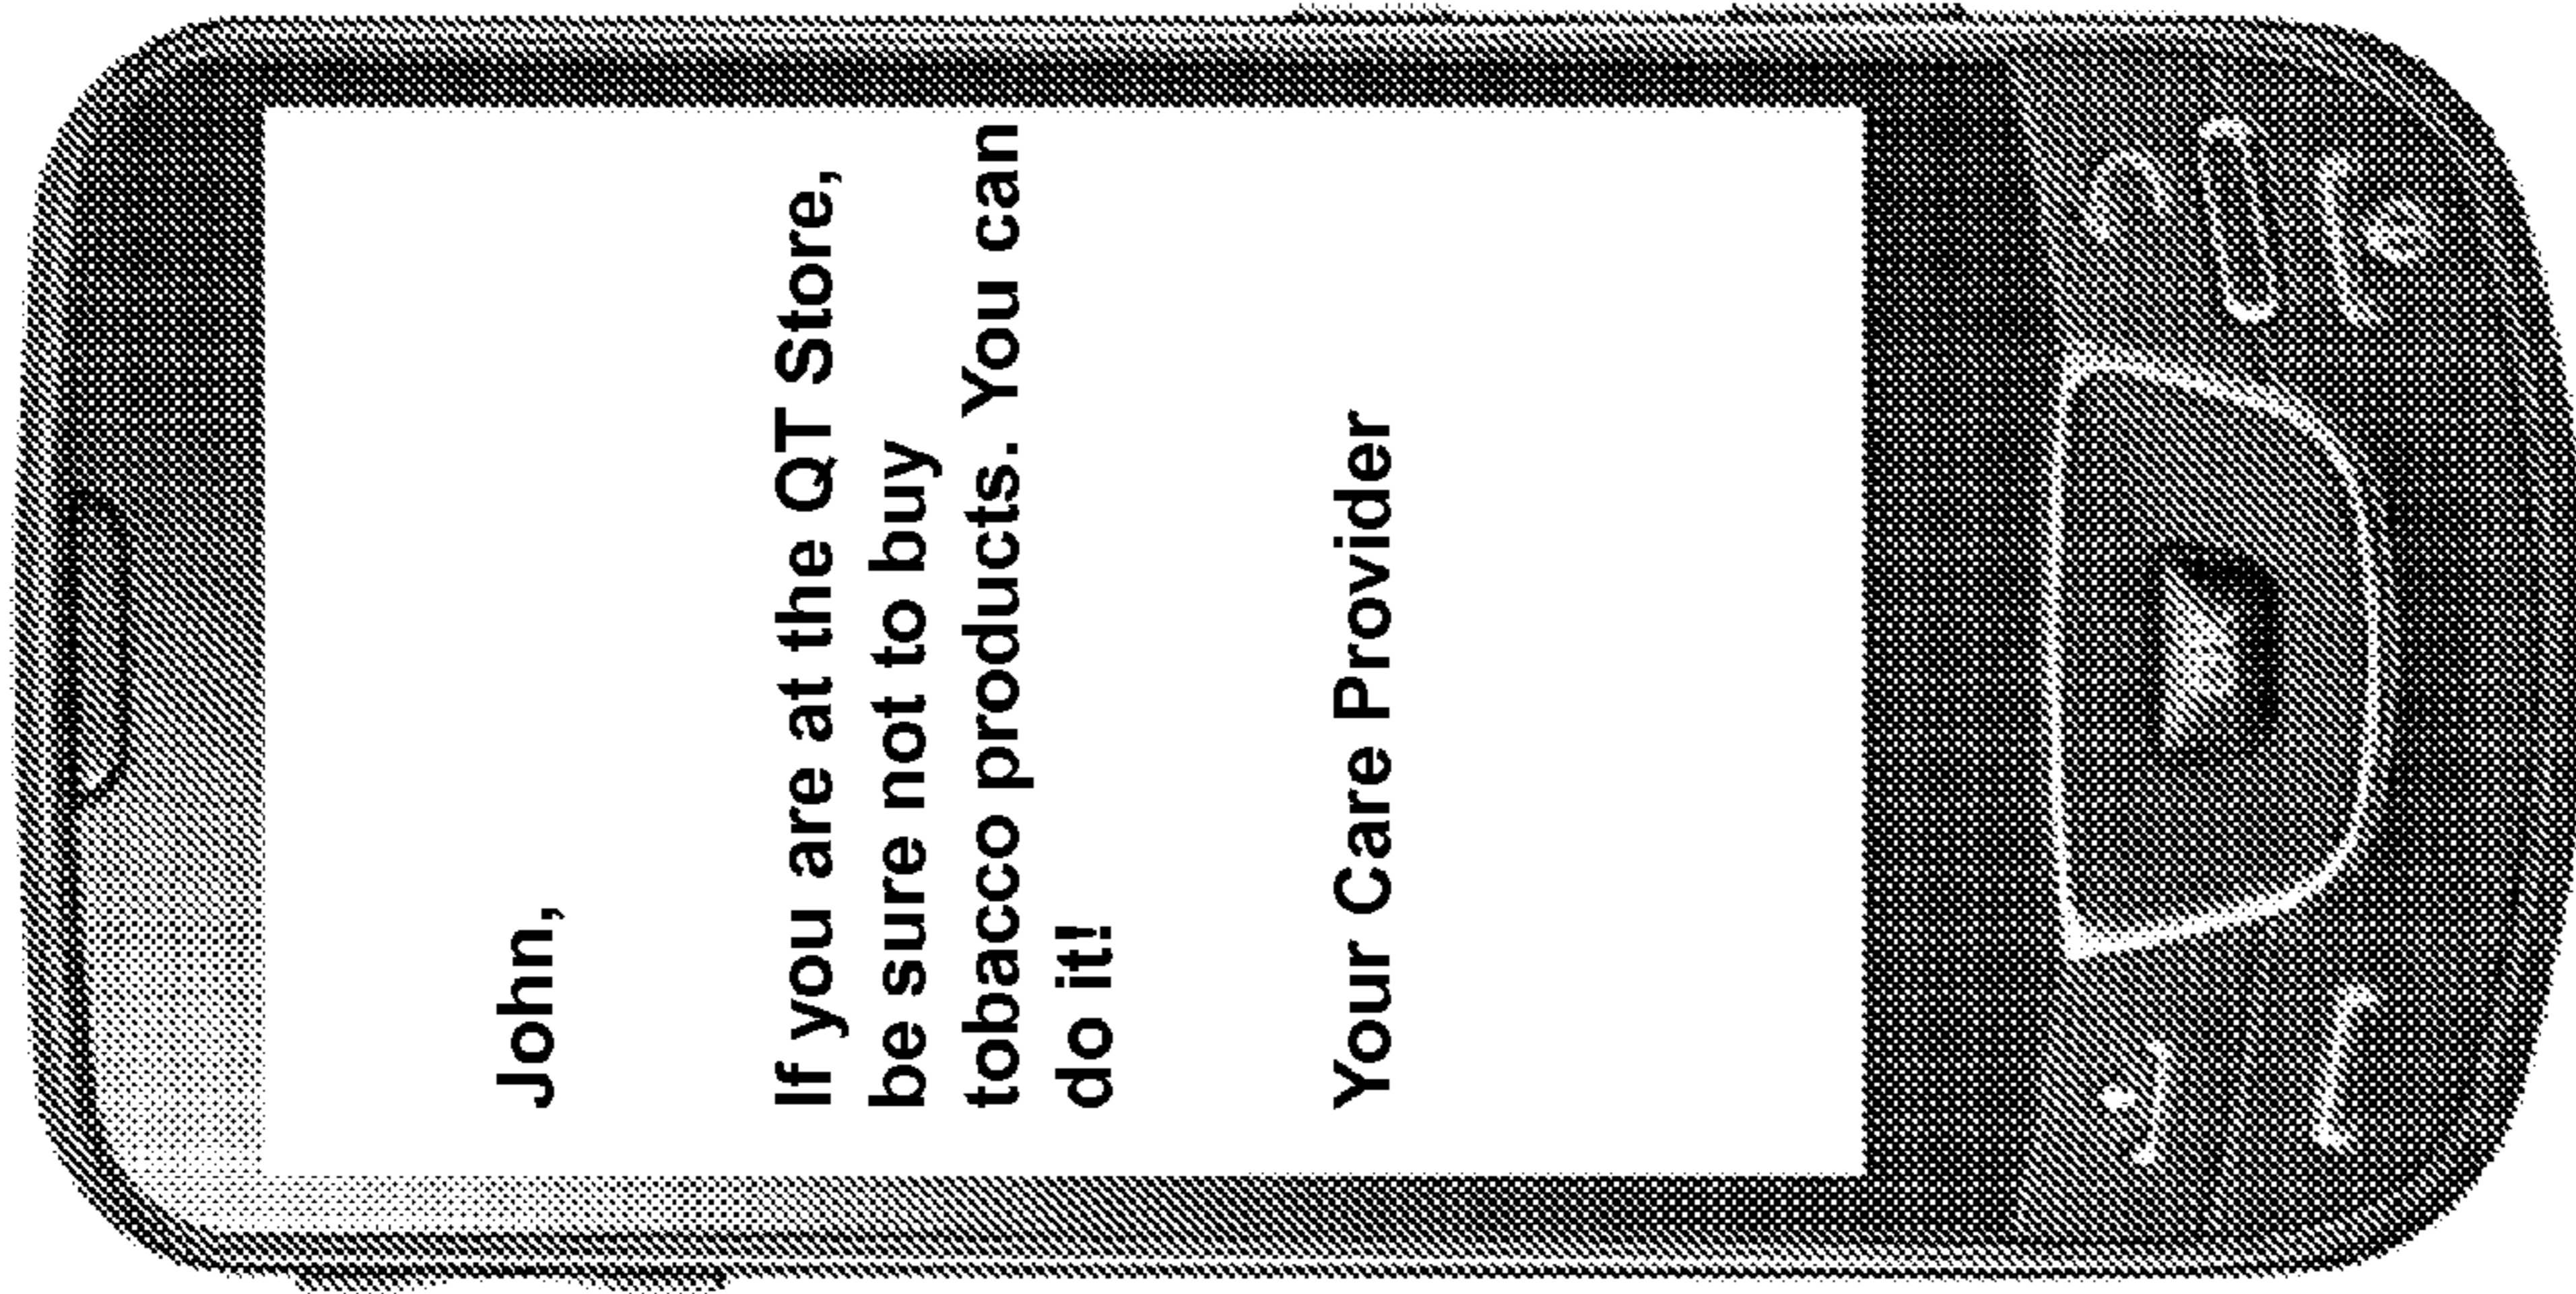 John,
If you are at the QT Store,
be sure not to buy
tobacco products. You can
do it!
Your Care Provider